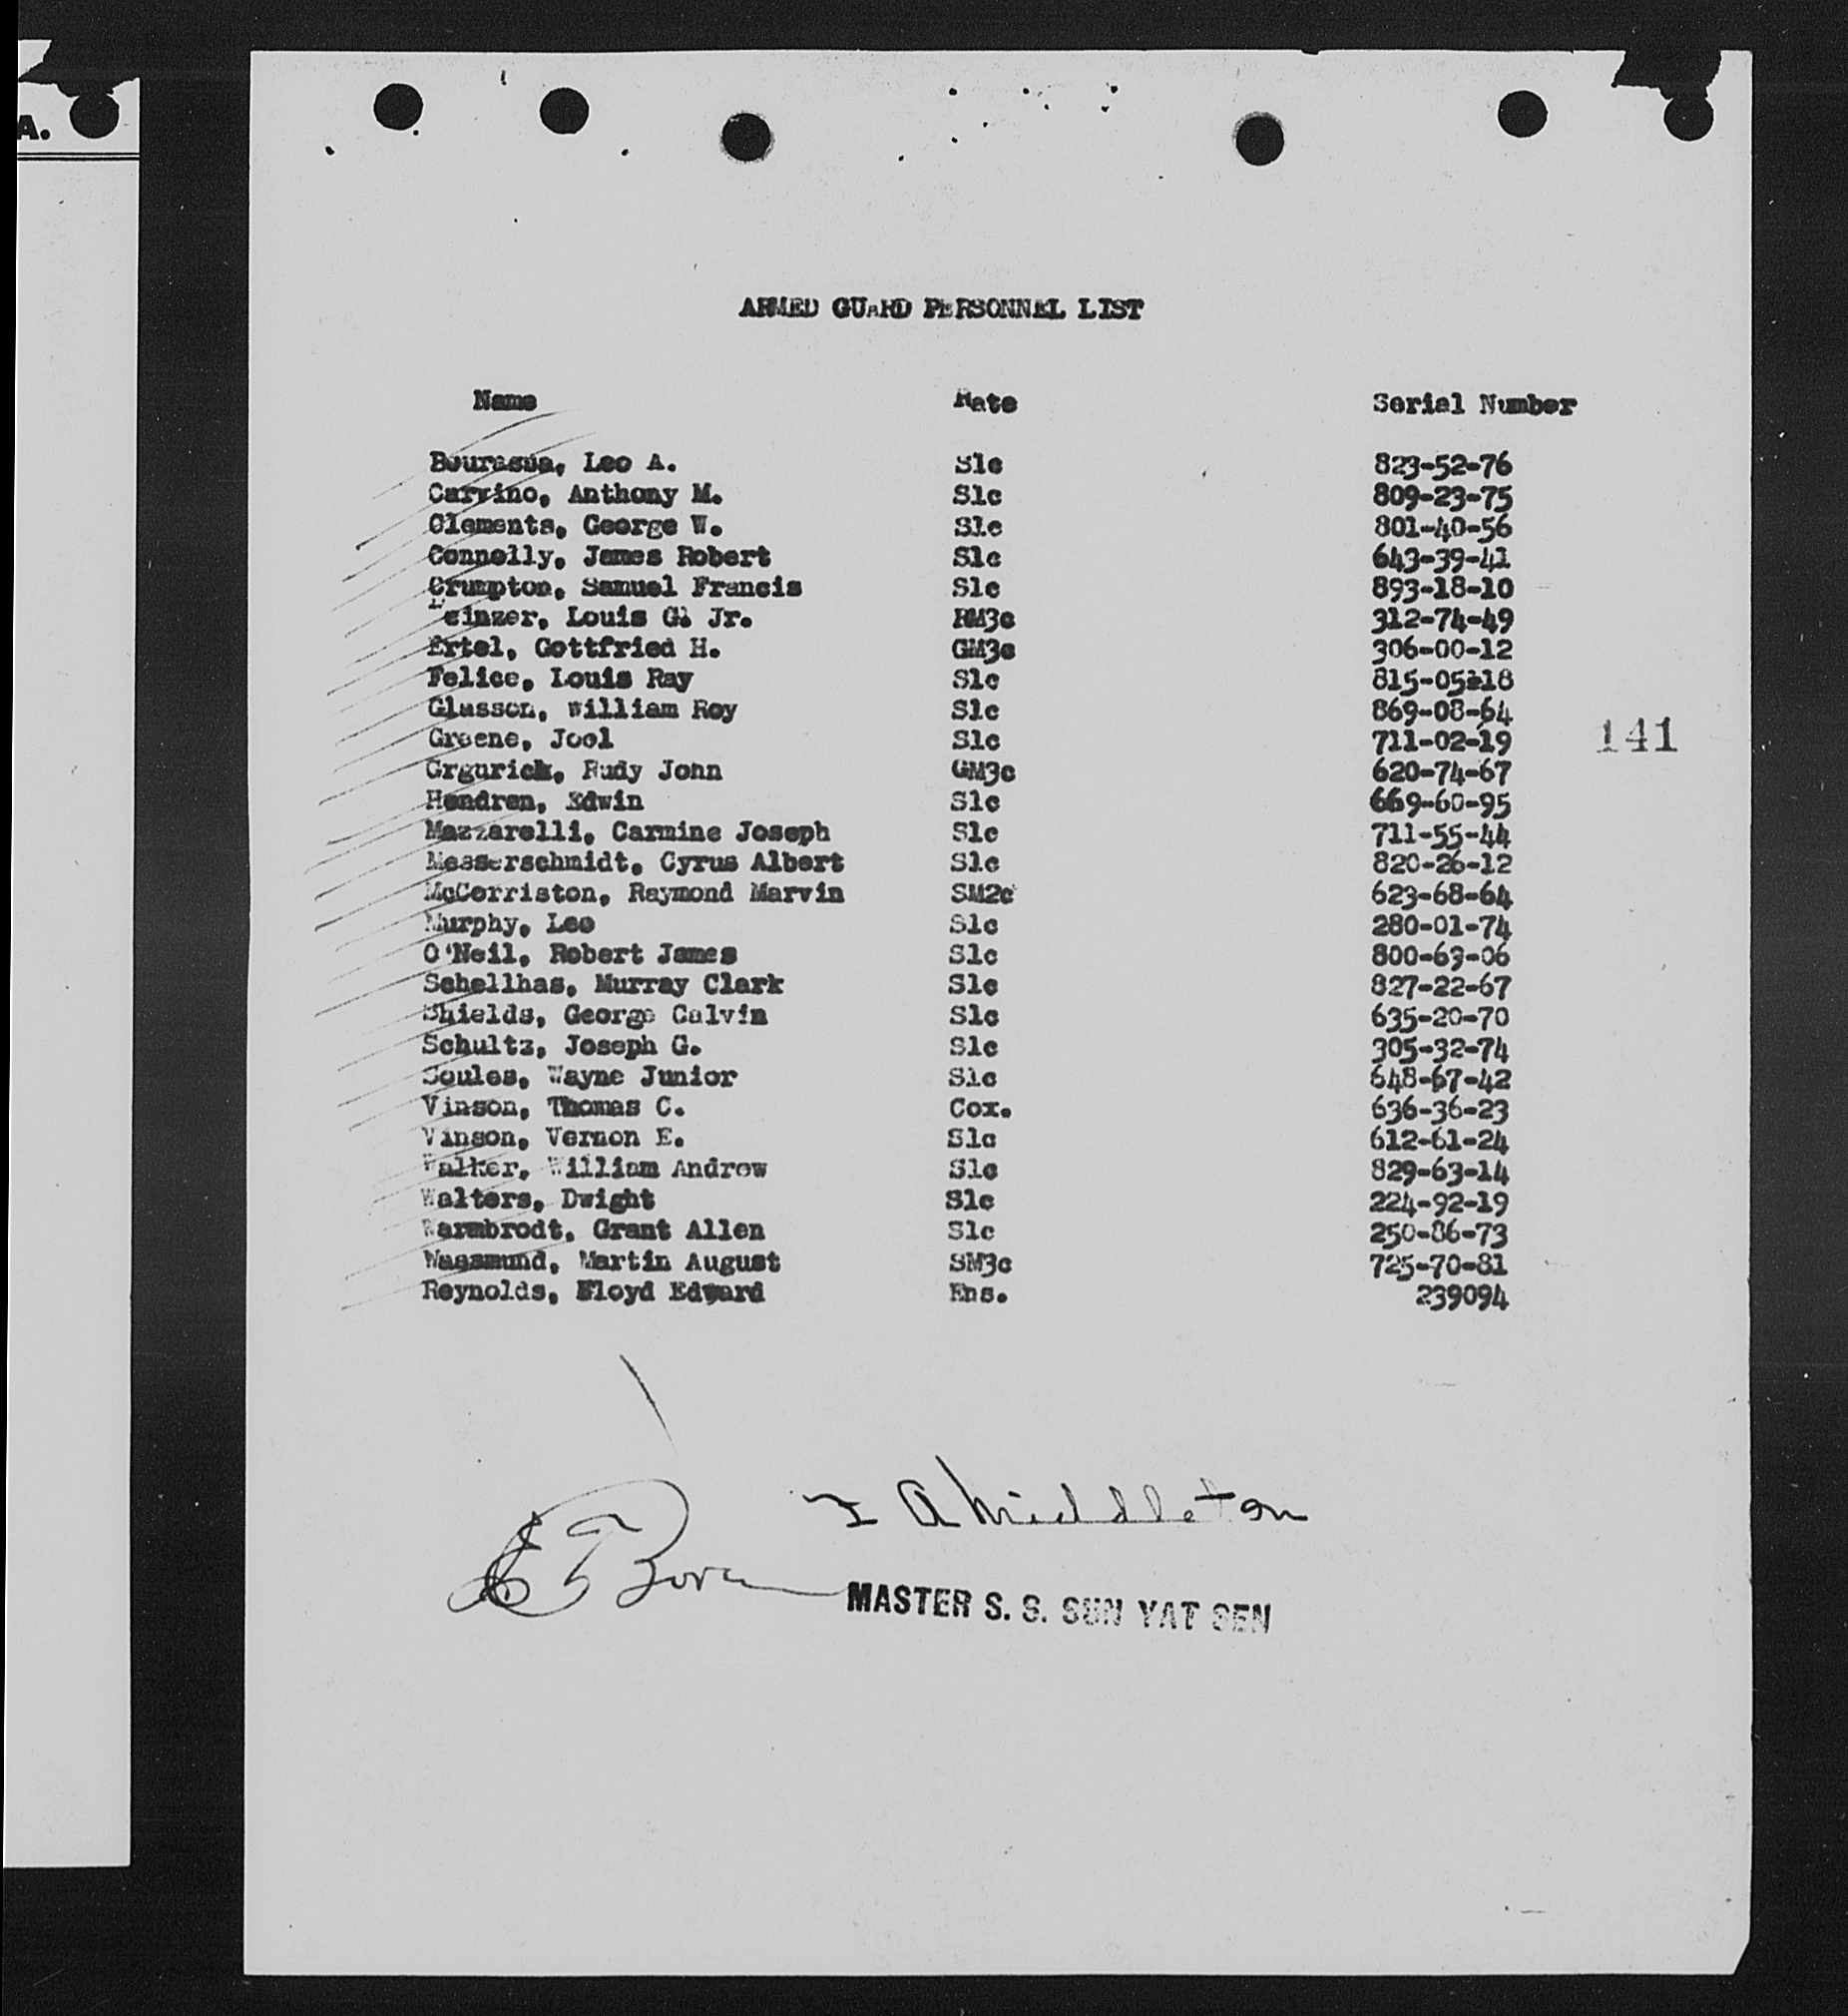 A.
ARMED GUARD PERSONNEL LIST
Name Rate Serial Number
Bourassa, Leo A. S1c 823-52-76
Carvino, Anthony M. S1c 809-23-75
Clements, George W. S1c 801-40-56
Connelly, James Robert S1c 643-39-41
Crumpton, Samuel Francis S1c 893-18-10
Deinzer, Louis G. Jr. RM3c 312-74-49
Ertel, Gottfried H. GM3c 306-00-12
Felice, Louis Ray S1c 815-05-18
Glasson, William Roy S1c 869-08-64
Greene, Joel S1c 711-02-19
141
Grgurich, Rudy John GM3c 620-74-67
Hendren, Edwin S1c 669-60-95
Mazzarelli, Carmine Joseph S1c 711-55-44
Messerschmidt, Cyrus Albert S1c 820-26-12
McCorriston, Raymond Marvin SM2c 623-68-64
Murphy, Leo S1c 280-01-74
O'Neil, Robert James S1c 800-63-06
Schellhas, Murray Clark S1c 827-22-67
Shields, George Calvin S1c 635-20-70
Schultz, Joseph G. S1c 305-32-74
Soules, Wayne Junior S1c 648-67-42
Vinson, Thomas C. Cox. 636-36-23
Vinson, Vernon E. S1c 612-61-24
Walker, William Andrew S1c 829-63-14
Walters, Dwight S1c 224-92-19
Warmbrodt, Grant Allen S1c 250-86-73
Wassmund, Martin August SM3c 725-70-81
Reynolds, Floyd Edward Ens. 239094
A Middleton
MASTER S. S. SUN YAT SEN